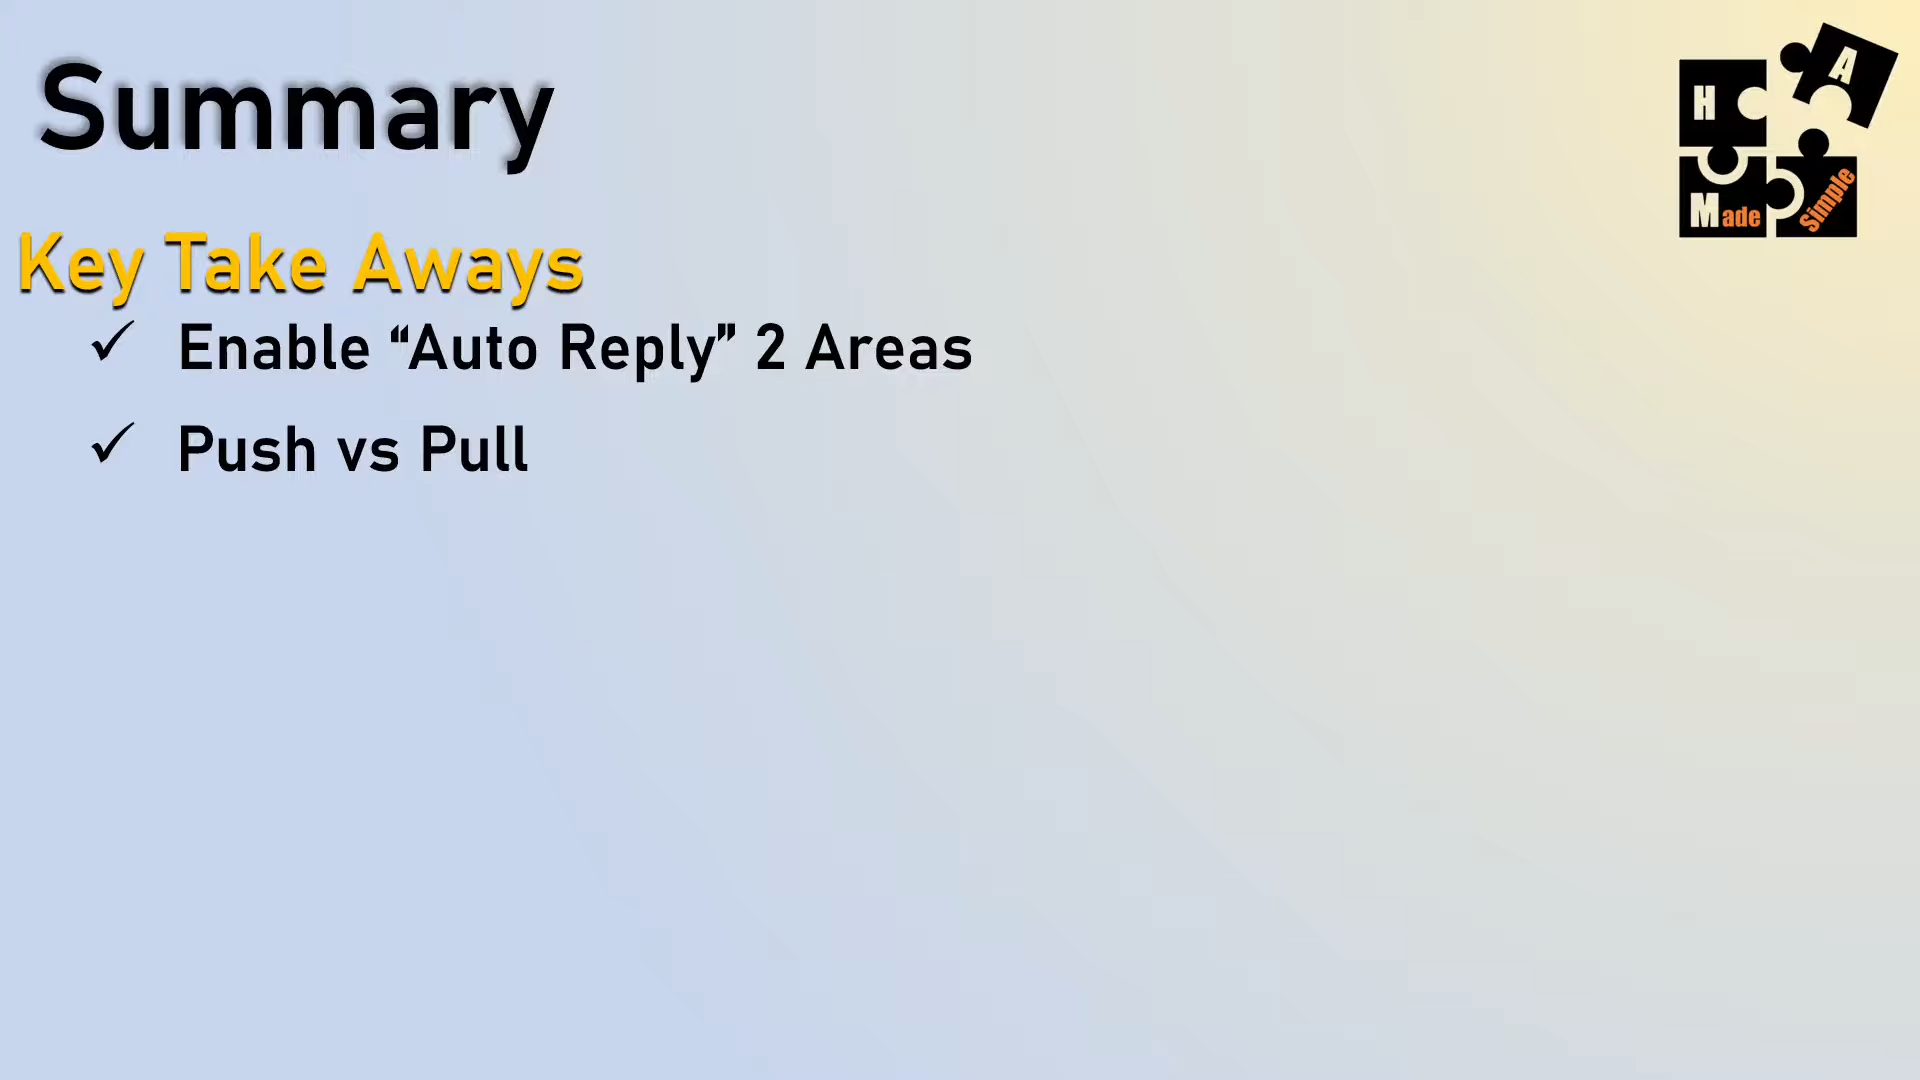 Summary
H
A
Made
Simple
Key Take Aways
✓ Enable “Auto Reply” 2 Areas
✓ Push vs Pull